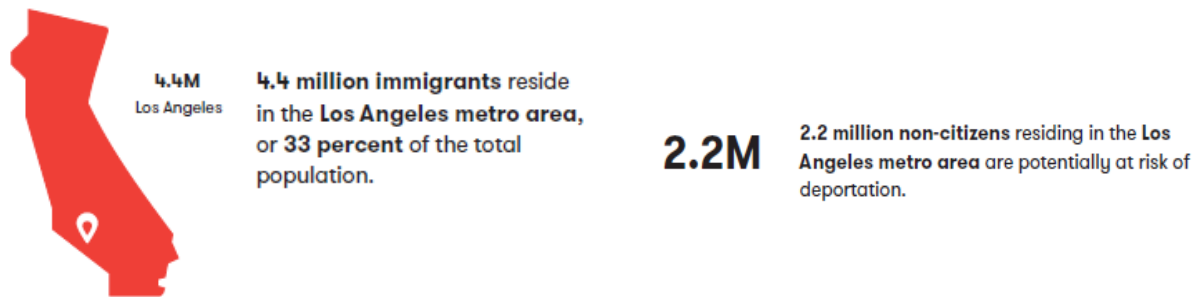 4.4M
Los Angeles
4.4 million immigrants reside
in the Los Angeles metro area,
or 33 percent of the total
population.
2.2M
2.2 million non-citizens residing in the Los
Angeles metro area are potentially at risk of
deportation.